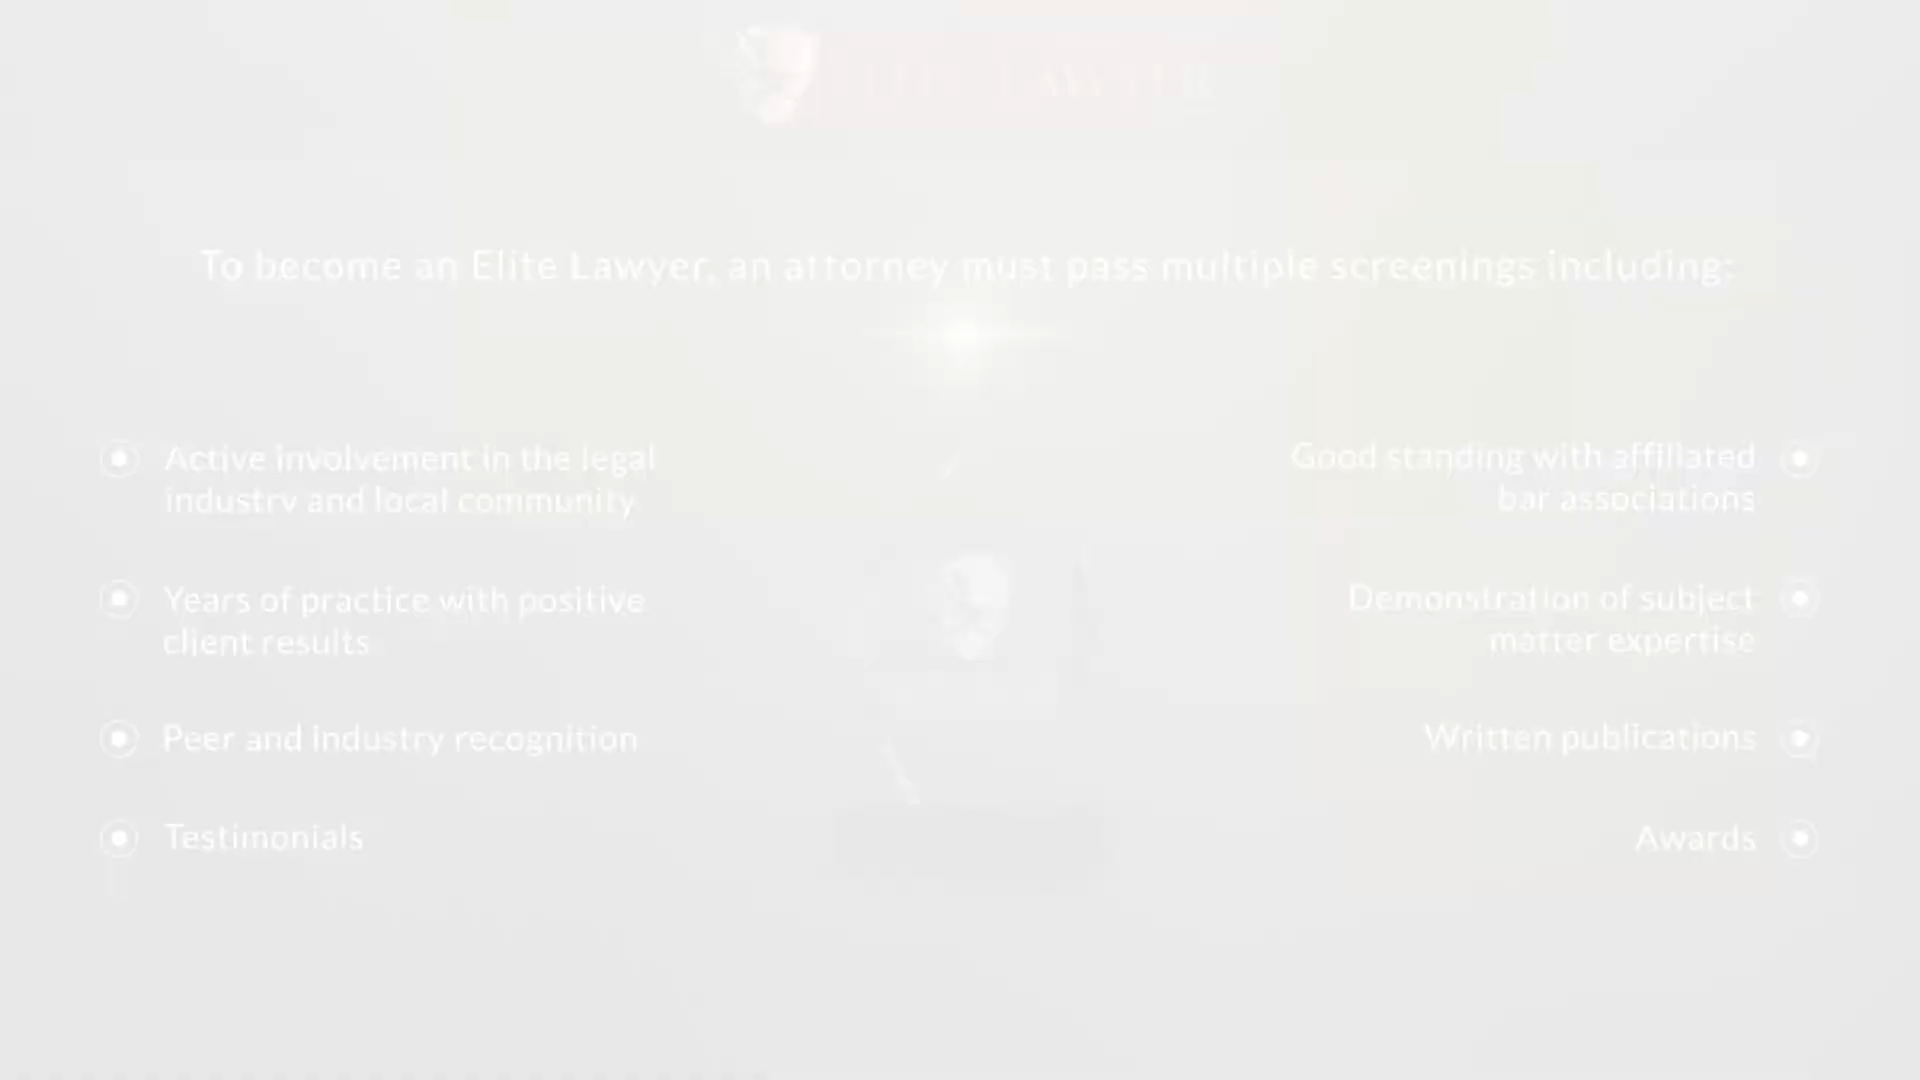 ELITE LAWYER
To become an Elite Lawyer, an attorney must pass multiple screenings including:
Active involvement in the legal
industry and local community
Years of practice with positive
client results
Peer and industry recognition
Testimonials
Good standing with affiliated
bar associations
Demonstration of subject
matter expertise
Written publications
Awards